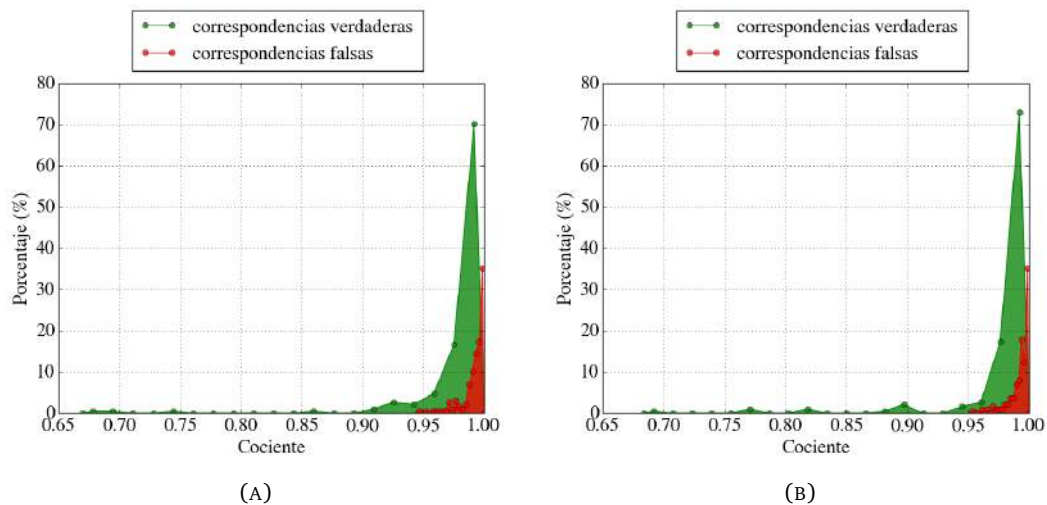 correspondencias verdaderas
correspondencias falsas
80
70
60
50
40
30
20
10
0
Porcentaje (%)
0.65 0.70 0.75 0.80 0.85 0.90 0.95 1.00
Cociente
(A)
correspondencias verdaderas
correspondencias falsas
80
70
60
50
40
30
20
10
0
Porcentaje (%)
0.65 0.70 0.75 0.80 0.85 0.90 0.95 1.00
Cociente
(B)